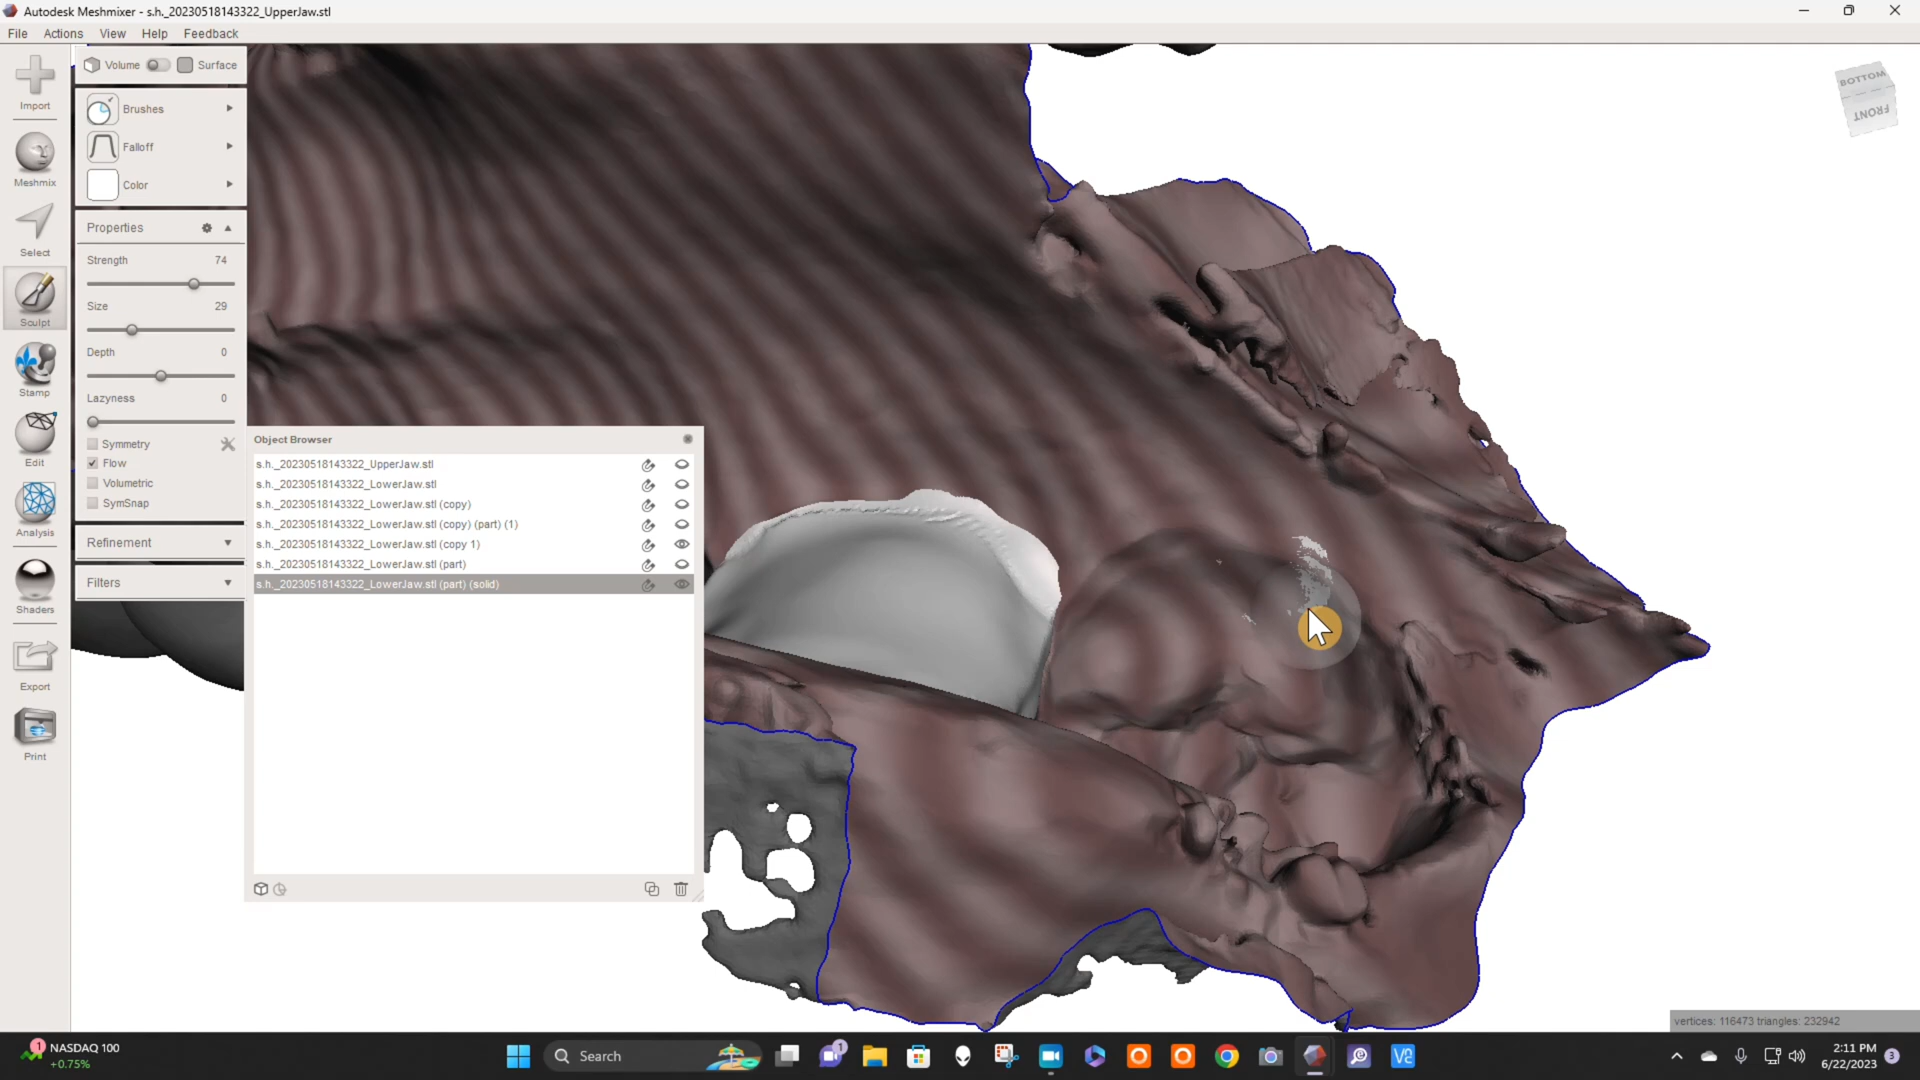 Autodesk Meshmixer - s.h._20230518143322_UpperJaw.stl
File Actions View Help Feedback
Import
Meshmix
Select
Sculpt
Stamp
Edit
Analysis
Shaders
Export
Print
Volume Surface
Brushes
Falloff
Color
Properties
Strength 74
Size 29
Depth 0
Lazyness 0
Symmetry
Flow
Volumetric
SymSnap
Refinement
Filters
Object Browser
s.h._20230518143322_UpperJaw.stl
s.h._20230518143322_LowerJaw.stl
s.h._20230518143322_LowerJaw.stl (copy)
s.h._20230518143322_LowerJaw.stl (copy) (part) (1)
s.h._20230518143322_LowerJaw.stl (copy 1)
s.h._20230518143322_LowerJaw.stl (part)
s.h._20230518143322_LowerJaw.stl (part) (solid)
BOTTOM
FRONT
vertices: 116473 triangles: 232942
1 NASDAQ 100
+0.75%
Search
1
2:11 PM
6/22/2023
3